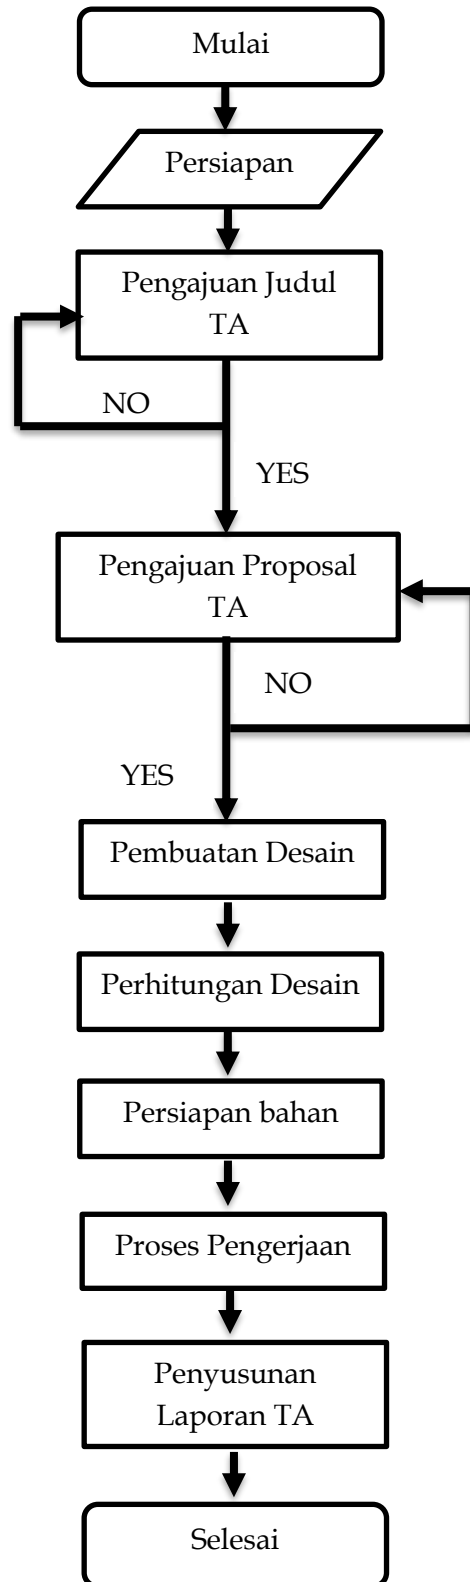 Mulai
Persiapan
Pengajuan Judul
TA
NO
YES
Pengajuan Proposal
TA
NO
YES
Pembuatan Desain
Perhitungan Desain
Persiapan bahan
Proses Pengerjaan
Penyusunan
Laporan TA
Selesai